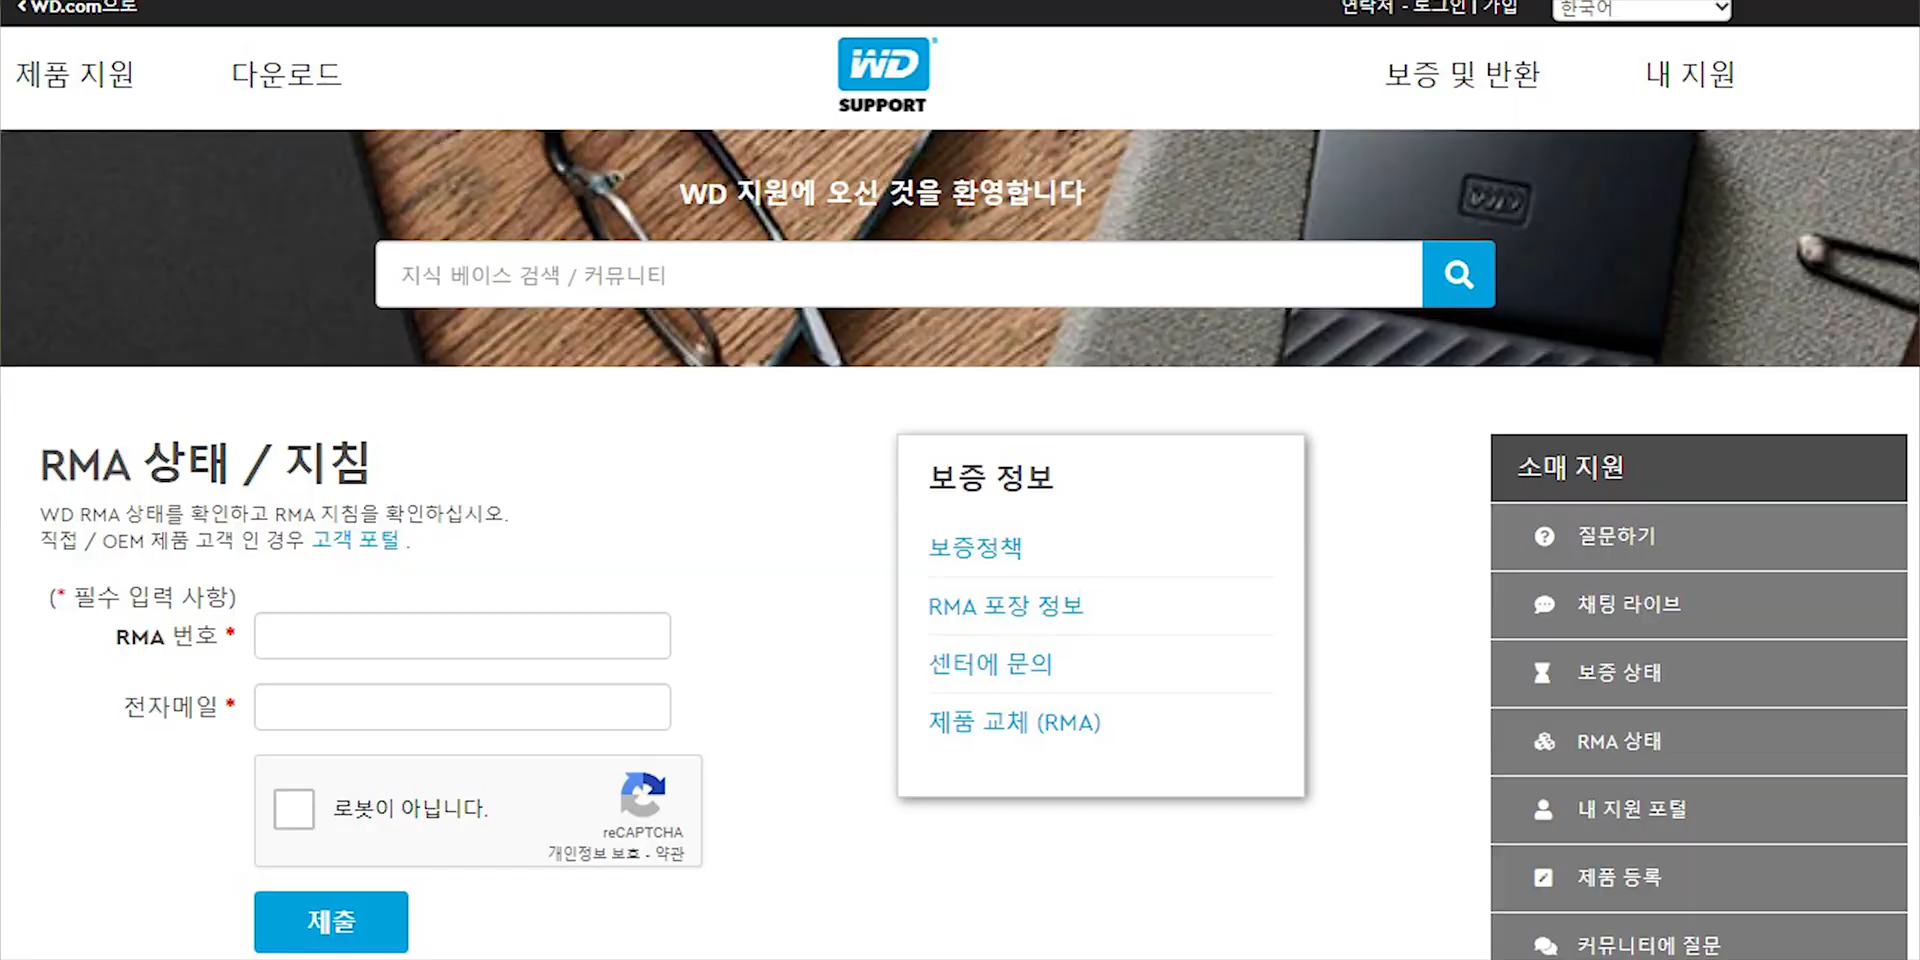 WD.com으로
연락처 - 로그인 | 가입
한국어
제품 지원
다운로드
WD
SUPPORT
보증 및 반환
내 지원
WD 지원에 오신 것을 환영합니다
지식 베이스 검색 / 커뮤니티
RMA 상태 / 지침
WD RMA 상태를 확인하고 RMA 지침을 확인하십시오.
직접 / OEM 제품 고객 인 경우 고객 포털 .
(* 필수 입력 사항)
RMA 번호 *
전자메일 *
로봇이 아닙니다.
reCAPTCHA
개인정보 보호 - 약관
제출
보증 정보
보증정책
RMA 포장 정보
센터에 문의
제품 교체 (RMA)
소매 지원
질문하기
채팅 라이브
보증 상태
RMA 상태
내 지원 포털
제품 등록
커뮤니티에 질문